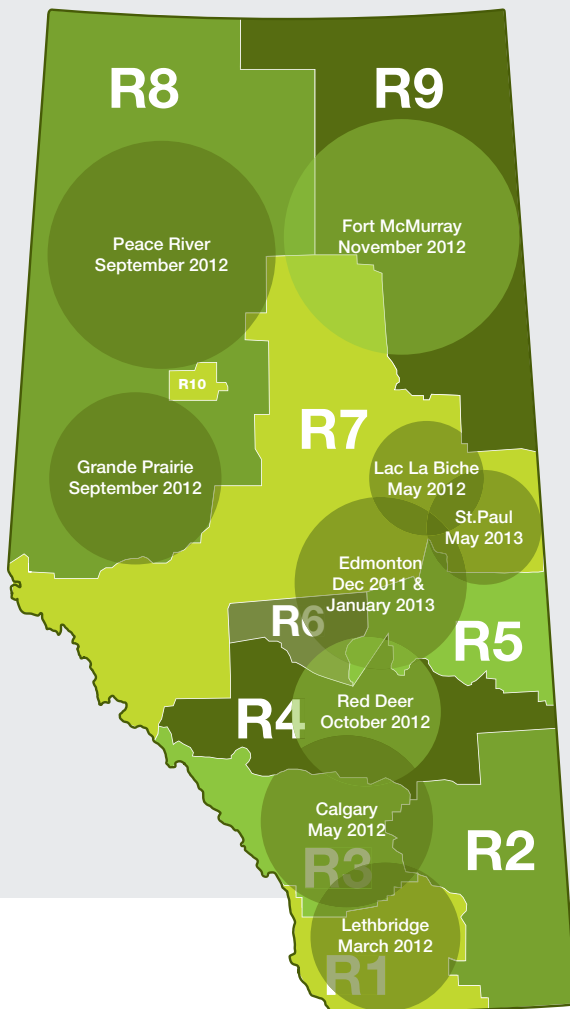 R8
R9
Peace River
September 2012
Fort McMurray
November 2012
R10
R7
Grande Prairie
September 2012
Lac La Biche
May 2012
St.Paul
May 2013
Edmonton
Dec 2011 &
January 2013
R6
R5
R4
Red Deer
October 2012
Calgary
May 2012
R3
R2
Lethbridge
March 2012
R1